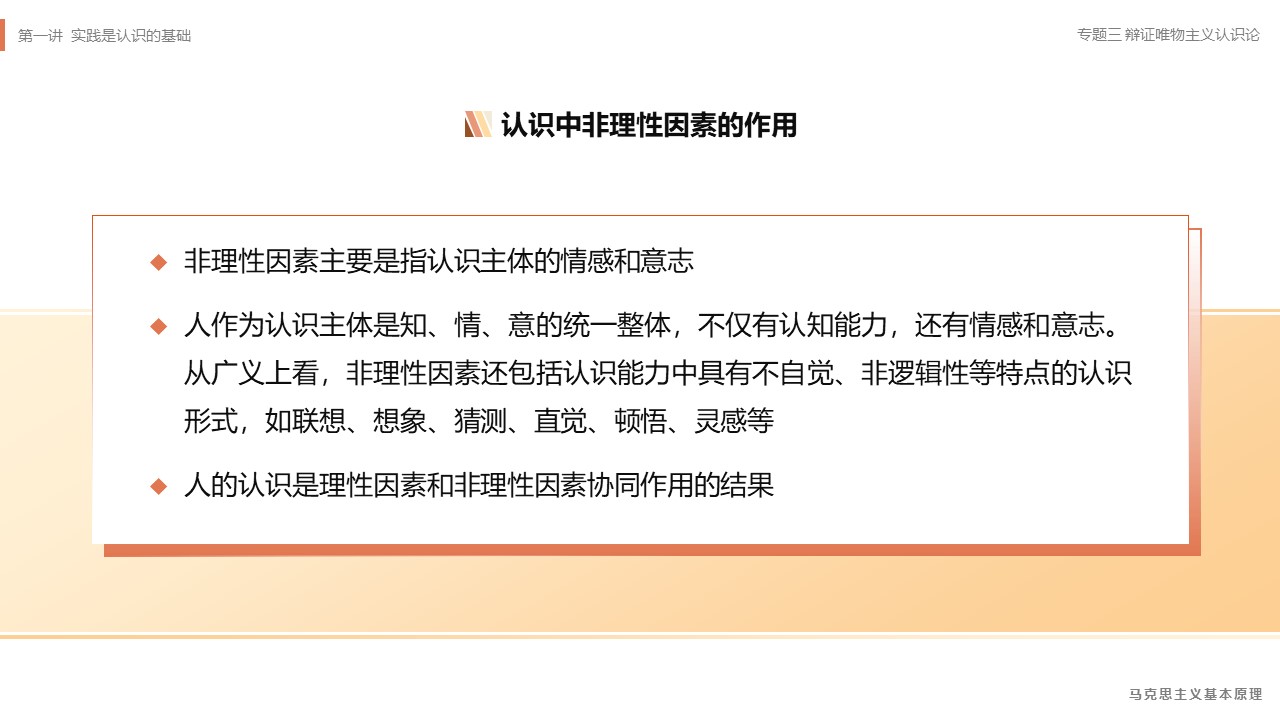 第一讲 实践是认识的基础
专题三 辩证唯物主义认识论
认识中非理性因素的作用
非理性因素主要是指认识主体的情感和意志
人作为认识主体是知、情、意的统一整体，不仅有认知能力，还有情感和意志。
从广义上看，非理性因素还包括认识能力中具有不自觉、非逻辑性等特点的认识
形式，如联想、想象、猜测、直觉、顿悟、灵感等
人的认识是理性因素和非理性因素协同作用的结果
马克思主义基本原理